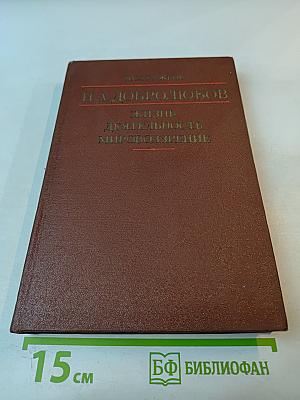 Н.А.ДОБРОЛЮБОВ
ЖИЗНЬ
ДЕЯТЕЛЬНОСТЬ
МИРОВОЗЗРЕНИЕ
15 см
БФ БИБЛИОФАН